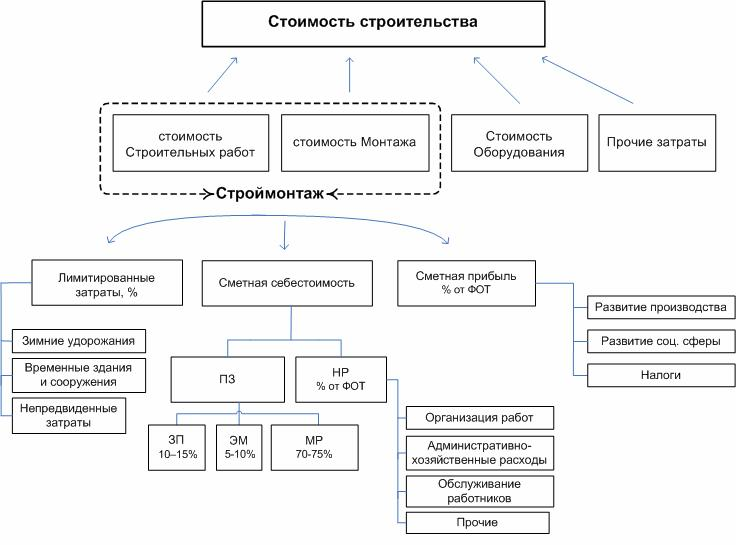 Стоимость строительства
стоимость
Строительных работ
стоимость Монтажа
Стоимость
Оборудования
Прочие затраты
Строймонтаж
Лимитированные
затраты, %
Сметная себестоимость
Сметная прибыль
% от ФОТ
Зимние удорожания
Временные здания
и сооружения
Непредвиденные
затраты
ПЗ
НР
% от ФОТ
ЗП
10–15%
ЭМ
5-10%
МР
70-75%
Организация работ
Административно-
хозяйственные расходы
Обслуживание
работников
Прочие
Развитие производства
Развитие соц. сферы
Налоги